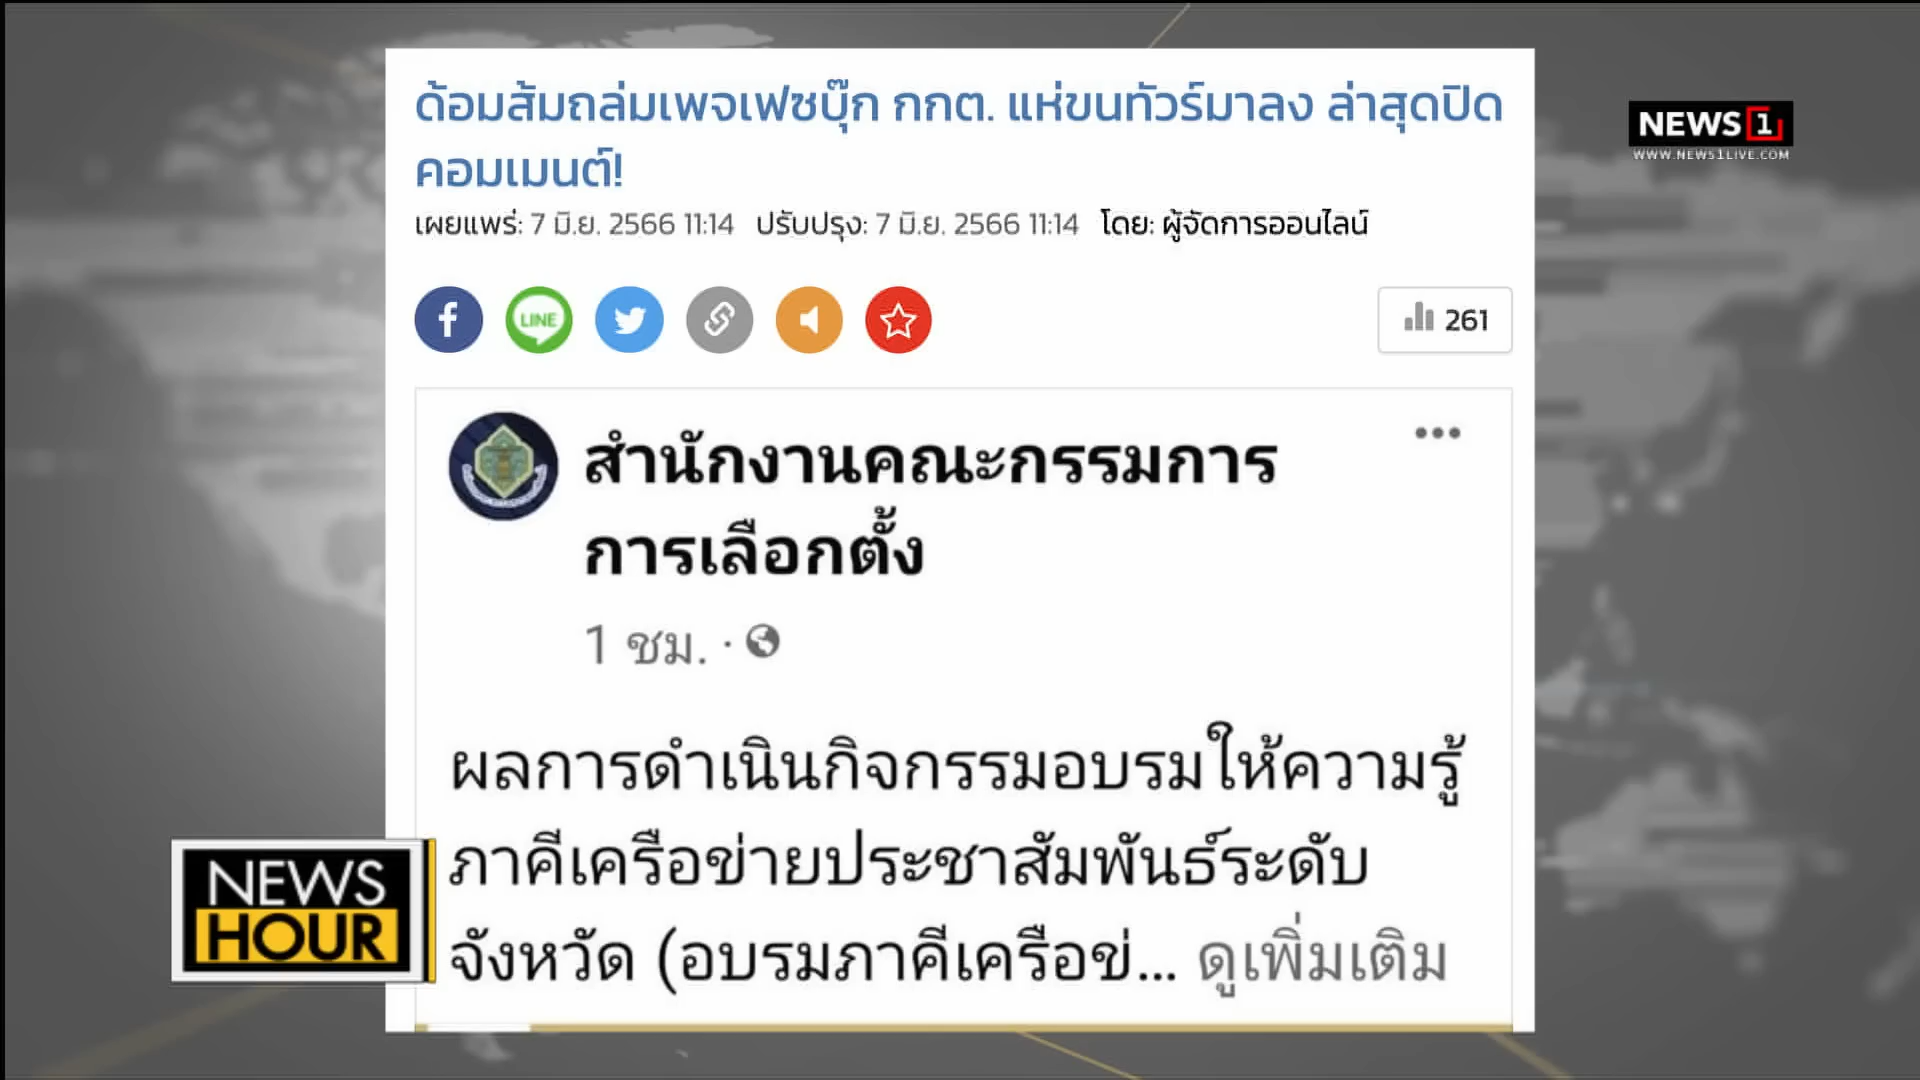 ด้อมส้มถล่มเพจเฟซบุ๊ก กกต. แห่ขนทัวร์มาลง ล่าสุดปิด
คอมเมนต์!
เผยแพร่: 7 มิ.ย. 2566 11:14 ปรับปรุง: 7 มิ.ย. 2566 11:14 โดย: ผู้จัดการออนไลน์
NEWS 1
WWW.NEWS1LIVE.COM
LINE
261
สำนักงานคณะกรรมการ
การเลือกตั้ง
1 ชม.
ผลการดำเนินกิจกรรมอบรมให้ความรู้
ภาคีเครือข่ายประชาสัมพันธ์ระดับ
จังหวัด (อบรมภาคีเครือข่... ดูเพิ่มเติม
NEWS
HOUR